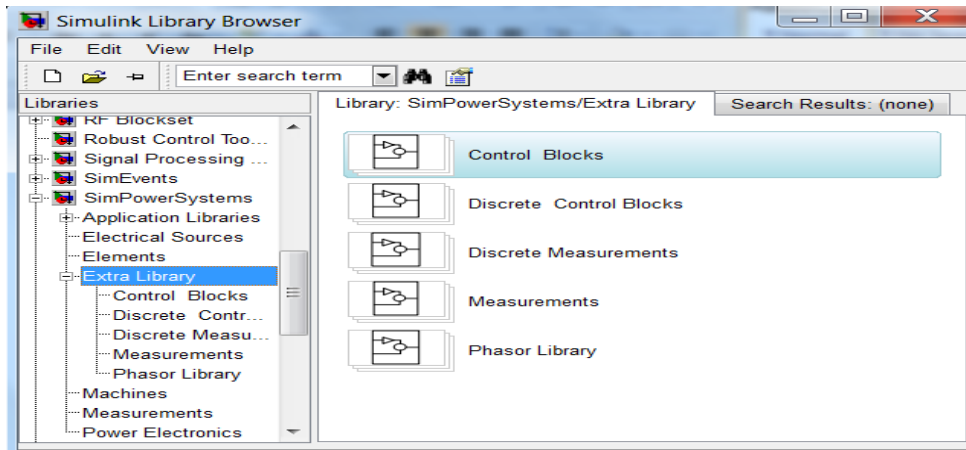 Simulink Library Browser
File Edit View Help
Enter search term
Libraries
RF Blockset
Robust Control Too...
Signal Processing ...
SimEvents
SimPowerSystems
Application Libraries
Electrical Sources
Elements
Extra Library
Control Blocks
Discrete Contr...
Discrete Measu...
Measurements
Phasor Library
Machines
Measurements
Power Electronics
Library: SimPowerSystems/Extra Library Search Results: (none)
Control Blocks
Discrete Control Blocks
Discrete Measurements
Measurements
Phasor Library